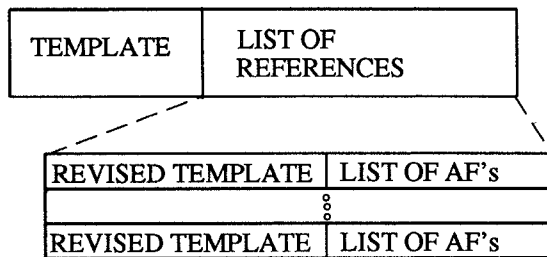 TEMPLATE
LIST OF
REFERENCES
REVISED TEMPLATE
LIST OF AF's
REVISED TEMPLATE
LIST OF AF's